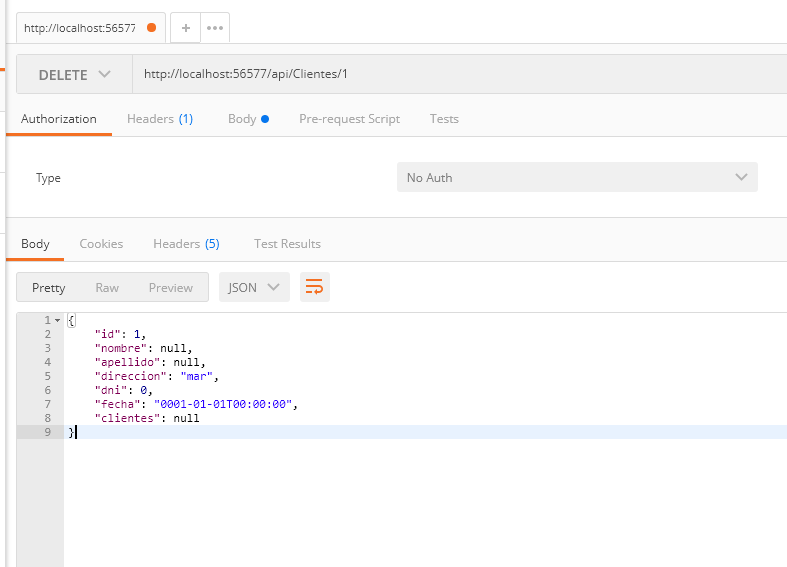 http://localhost:56577
DELETE http://localhost:56577/api/Clientes/1
Authorization Headers (1) Body Pre-request Script Tests
Type No Auth
Body Cookies Headers (5) Test Results
Pretty Raw Preview JSON
1 {
2 "id": 1,
3 "nombre": null,
4 "apellido": null,
5 "direccion": "mar",
6 "dni": 0,
7 "fecha": "0001-01-01T00:00:00",
8 "clientes": null
9 }